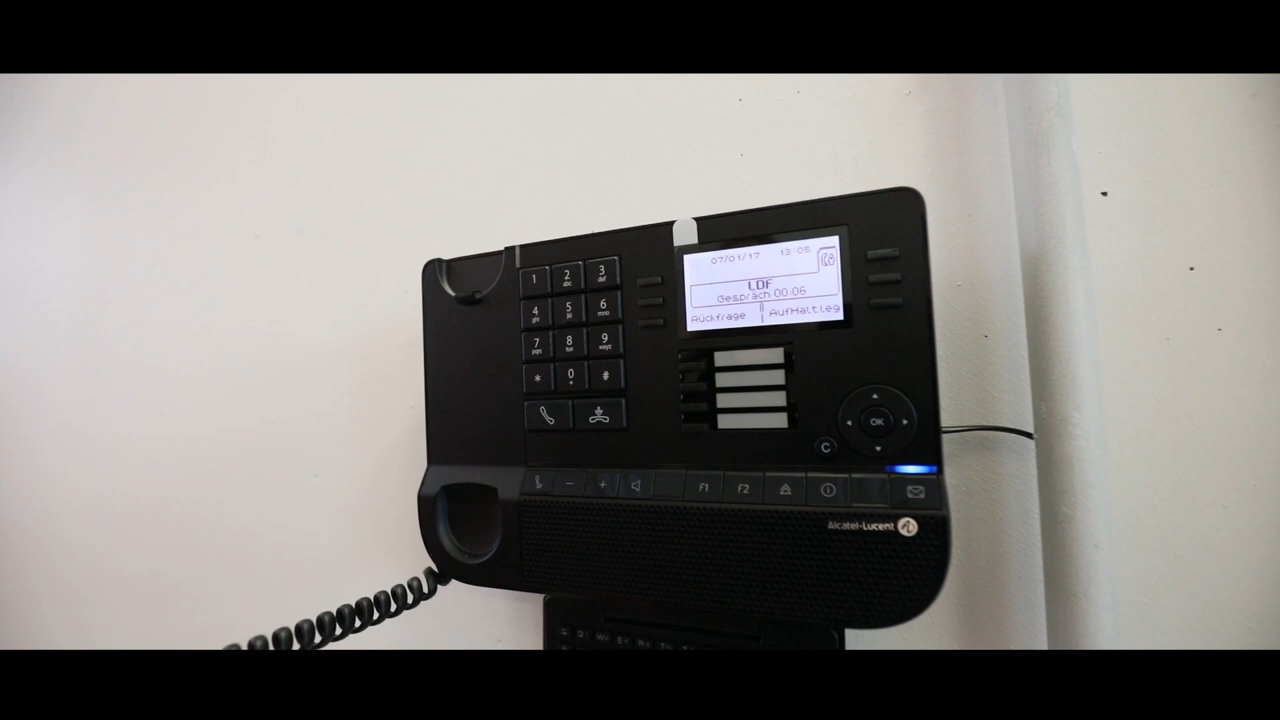 07/01/17 13:05
LDF
Gespräch 00:06
Rückfrage AufHaltleg
1 2 abc 3 def
4 ghi 5 jkl 6 mno
7 pqrs 8 tuv 9 wxyz
* 0 + #
OK
C
− + F1 F2 i
Alcatel-Lucent
Q W E R T